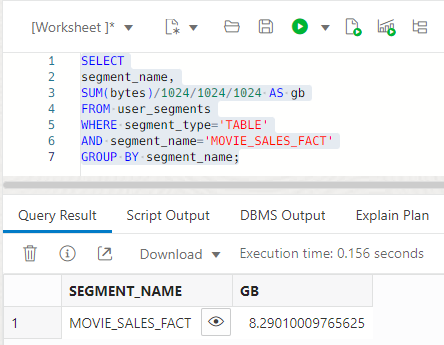 [Worksheet ]*
1 SELECT
2 segment_name,
3 SUM(bytes)/1024/1024/1024 AS gb
4 FROM user_segments
5 WHERE segment_type='TABLE'
6 AND segment_name='MOVIE_SALES_FACT'
7 GROUP BY segment_name;
Query Result Script Output DBMS Output Explain Plan
Download Execution time: 0.156 seconds
SEGMENT_NAME GB
1 MOVIE_SALES_FACT 8.29010009765625